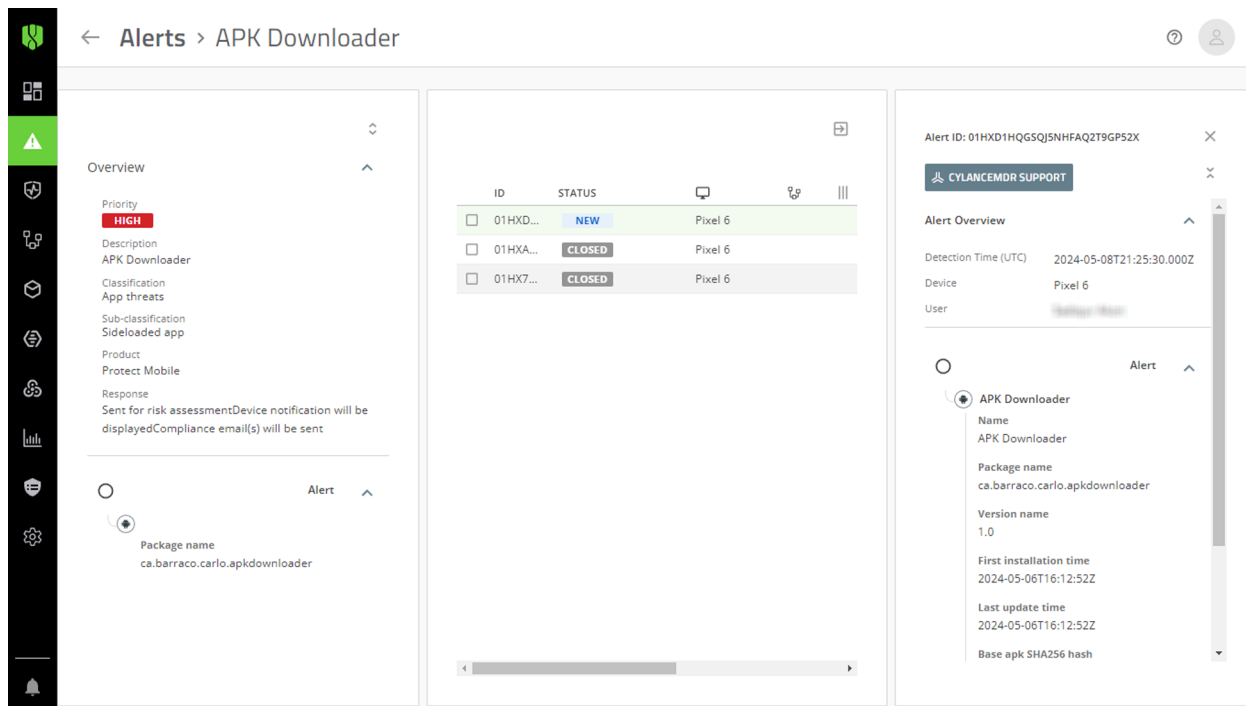 Alerts > APK Downloader
Overview
Priority
HIGH
Description
APK Downloader
Classification
App threats
Sub-classification
Sideloaded app
Product
Protect Mobile
Response
Sent for risk assessmentDevice notification will be
displayedCompliance email(s) will be sent
Alert
Package name
ca.barraco.carlo.apkdownloader
ID STATUS
01HXD... NEW Pixel 6
01HXA... CLOSED Pixel 6
01HX7... CLOSED Pixel 6
Alert ID: 01HXD1HQGSQJ5NHFAQ2T9GP52X
CYLANCEMDR SUPPORT
Alert Overview
Detection Time (UTC) 2024-05-08T21:25:30.000Z
Device Pixel 6
User
Alert
APK Downloader
Name
APK Downloader
Package name
ca.barraco.carlo.apkdownloader
Version name
1.0
First installation time
2024-05-06T16:12:52Z
Last update time
2024-05-06T16:12:52Z
Base apk SHA256 hash